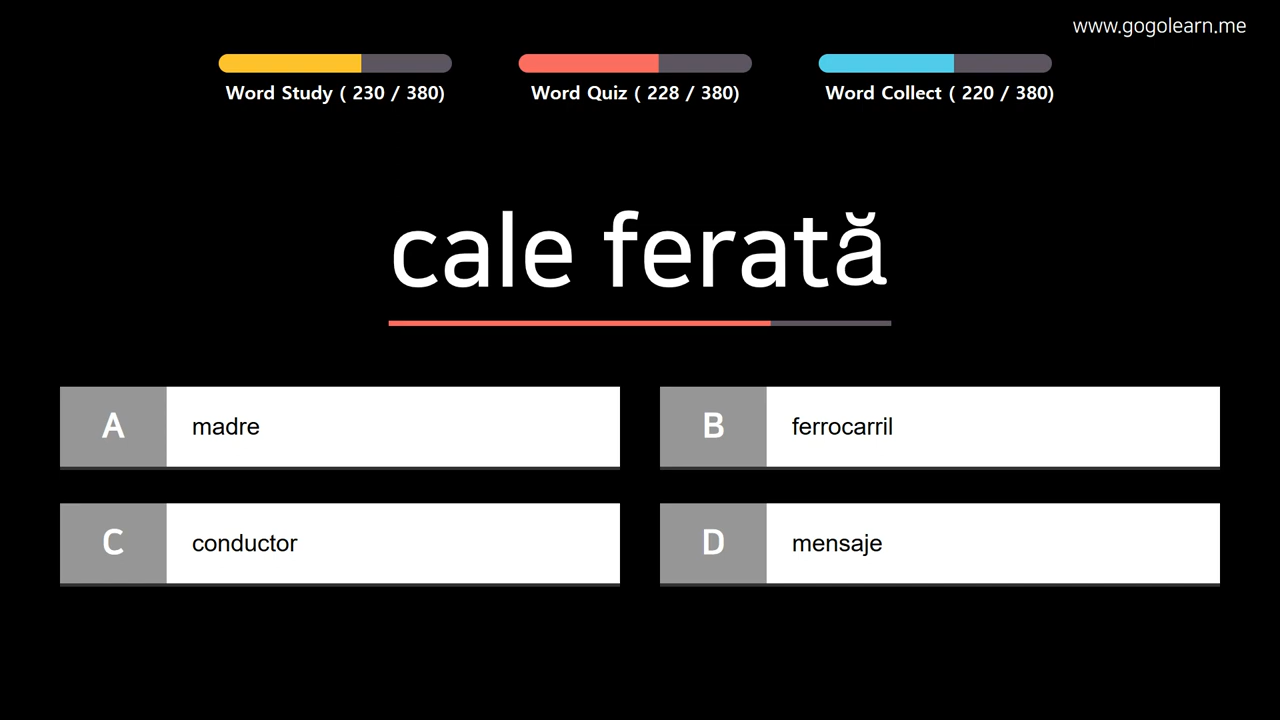 www.gogolearn.me
Word Study ( 230 / 380)
Word Quiz ( 228 / 380)
Word Collect ( 220 / 380)
cale ferată
A madre
B ferrocarril
C conductor
D mensaje